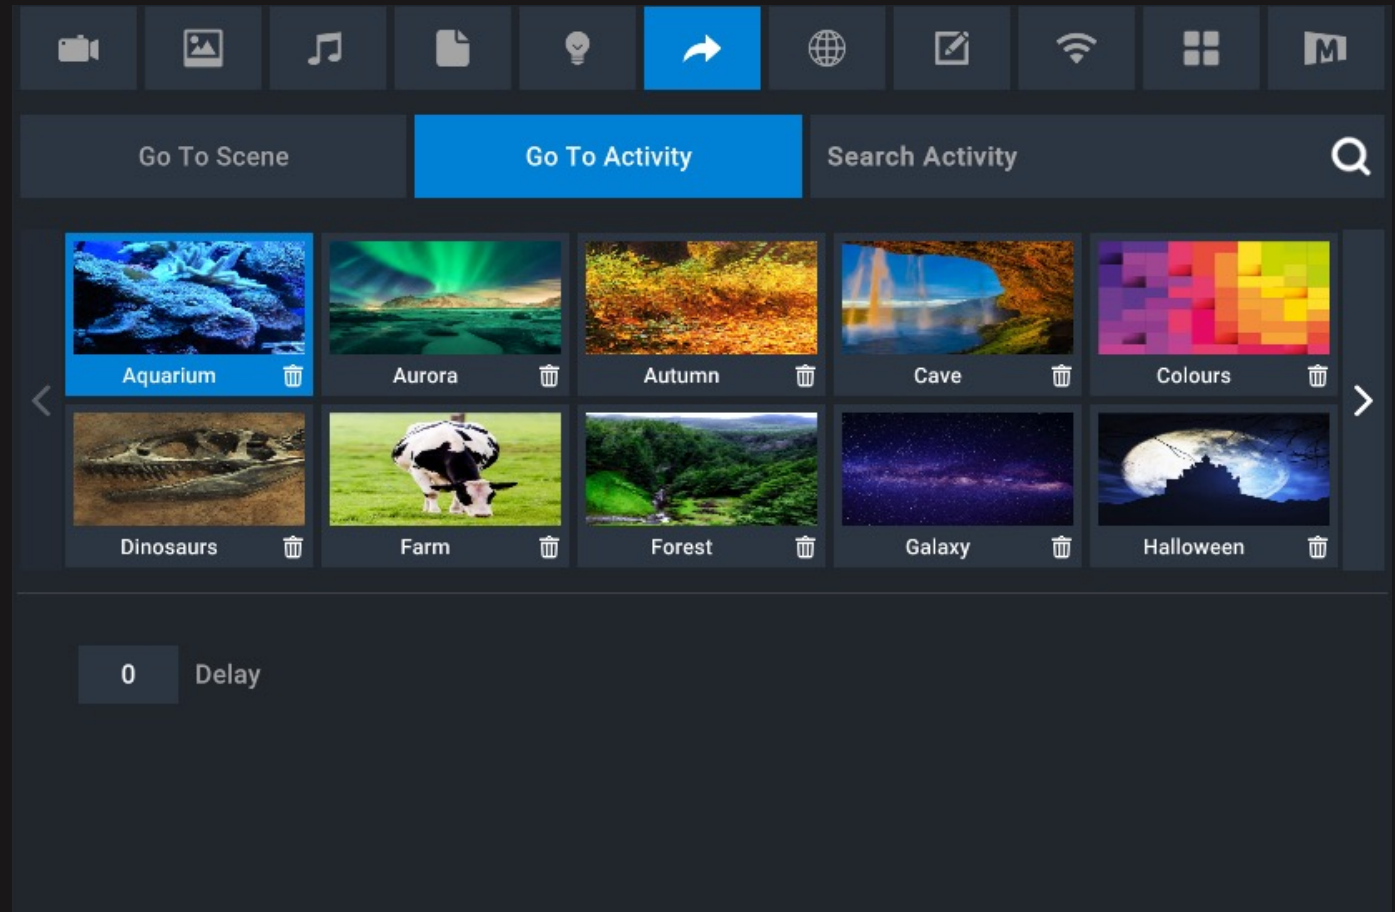 M
Go To Scene
Go To Activity
Search Activity
Aquarium
Aurora
Autumn
Cave
Colours
Dinosaurs
Farm
Forest
Galaxy
Halloween
0
Delay